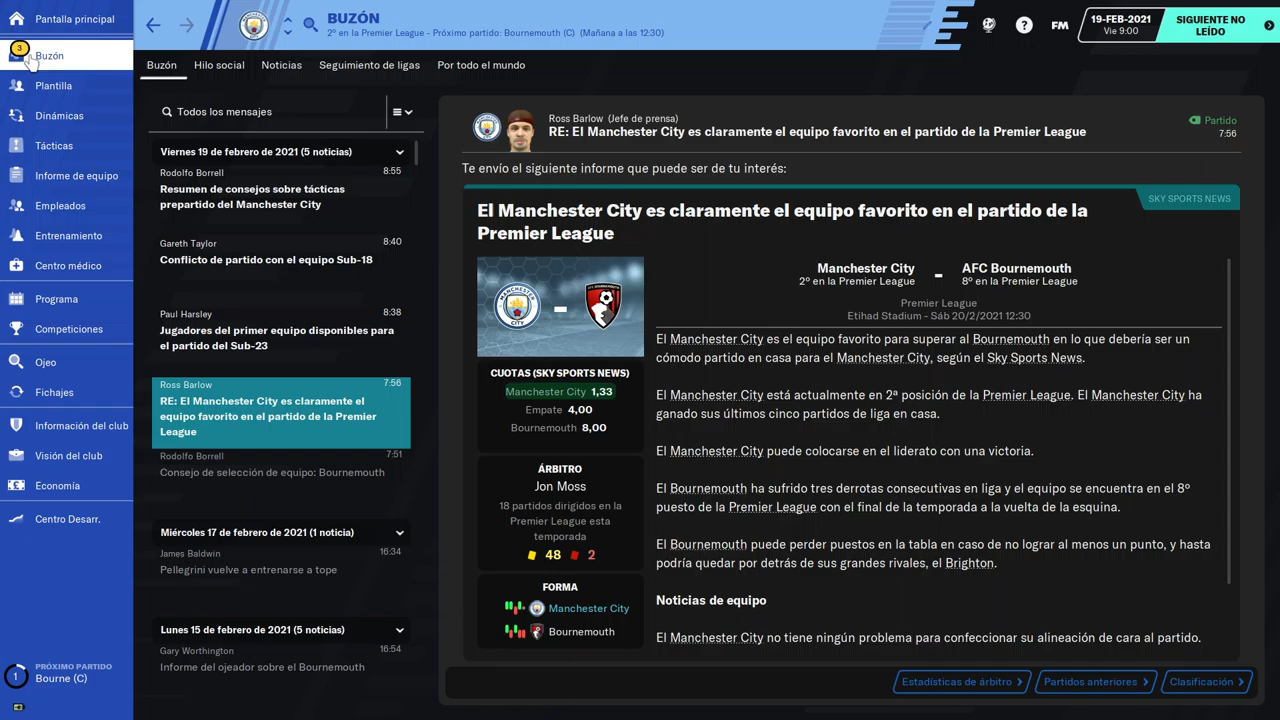 Pantalla principal
3
Buzón
Plantilla
Dinámicas
Tácticas
Informe de equipo
Empleados
Entrenamiento
Centro médico
Programa
Competiciones
Ojeo
Fichajes
Información del club
Visión del club
Economía
Centro Desarr.
1
PRÓXIMO PARTIDO
Bourne (C)
BUZÓN
2º en la Premier League - Próximo partido: Bournemouth (C) (Mañana a las 12:30)
?
FM
19-FEB-2021
Vie 9:00
SIGUIENTE NO
LEÍDO
Buzón
Hilo social
Noticias
Seguimiento de ligas
Por todo el mundo
Todos los mensajes
Viernes 19 de febrero de 2021 (5 noticias)
Rodolfo Borrell 8:55
Resumen de consejos sobre tácticas
prepartido del Manchester City
Gareth Taylor 8:40
Conflicto de partido con el equipo Sub-18
Paul Harsley 8:38
Jugadores del primer equipo disponibles para
el partido del Sub-23
Ross Barlow 7:56
RE: El Manchester City es claramente el
equipo favorito en el partido de la Premier
League
Rodolfo Borrell 7:51
Consejo de selección de equipo: Bournemouth
Miércoles 17 de febrero de 2021 (1 noticia)
James Baldwin 16:34
Pellegrini vuelve a entrenarse a tope
Lunes 15 de febrero de 2021 (5 noticias)
Gary Worthington 16:54
Informe del ojeador sobre el Bournemouth
Ross Barlow (Jefe de prensa)
RE: El Manchester City es claramente el equipo favorito en el partido de la Premier League
Partido
7:56
Te envío el siguiente informe que puede ser de tu interés:
SKY SPORTS NEWS
El Manchester City es claramente el equipo favorito en el partido de la
Premier League
CUOTAS (SKY SPORTS NEWS)
Manchester City 1,33
Empate 4,00
Bournemouth 8,00
ÁRBITRO
Jon Moss
18 partidos dirigidos en la
Premier League esta
temporada
48 2
FORMA
Manchester City
Bournemouth
Manchester City - AFC Bournemouth
2º en la Premier League 8º en la Premier League
Premier League
Etihad Stadium - Sáb 20/2/2021 12:30
El Manchester City es el equipo favorito para superar al Bournemouth en lo que debería ser un
cómodo partido en casa para el Manchester City, según el Sky Sports News.
El Manchester City está actualmente en 2ª posición de la Premier League. El Manchester City ha
ganado sus últimos cinco partidos de liga en casa.
El Manchester City puede colocarse en el liderato con una victoria.
El Bournemouth ha sufrido tres derrotas consecutivas en liga y el equipo se encuentra en el 8º
puesto de la Premier League con el final de la temporada a la vuelta de la esquina.
El Bournemouth puede perder puestos en la tabla en caso de no lograr al menos un punto, y hasta
podría quedar por detrás de sus grandes rivales, el Brighton.
Noticias de equipo
El Manchester City no tiene ningún problema para confeccionar su alineación de cara al partido.
Estadísticas de árbitro
Partidos anteriores
Clasificación